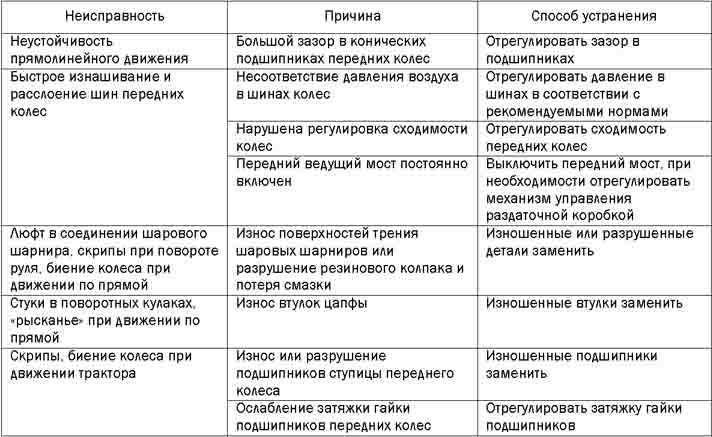 Неисправность
Причина
Способ устранения
Неустойчивость
прямолинейного движения
Большой зазор в конических
подшипниках передних колес
Отрегулировать зазор в
подшипниках
Быстрое изнашивание и
расслоение шин передних
колес
Несоответствие давления воздуха
в шинах колес
Отрегулировать давление в
шинах в соответствии с
рекомендуемыми нормами
Нарушена регулировка сходимости
колес
Отрегулировать сходимость
передних колес
Передний ведущий мост постоянно
включен
Выключить передний мост, при
необходимости отрегулировать
механизм управления
раздаточной коробкой
Люфт в соединении шарового
шарнира, скрипы при повороте
руля, биение колеса при
движении по прямой
Износ поверхностей трения
шаровых шарниров или
разрушение резинового колпака и
потеря смазки
Изношенные или разрушенные
детали заменить
Стуки в поворотных кулаках,
«рысканье» при движении по
прямой
Износ втулок цапфы
Изношенные втулки заменить
Скрипы, биение колеса при
движении трактора
Износ или разрушение
подшипников ступицы переднего
колеса
Изношенные подшипники
заменить
Ослабление затяжки гайки
подшипников передних колес
Отрегулировать затяжку гайки
подшипников